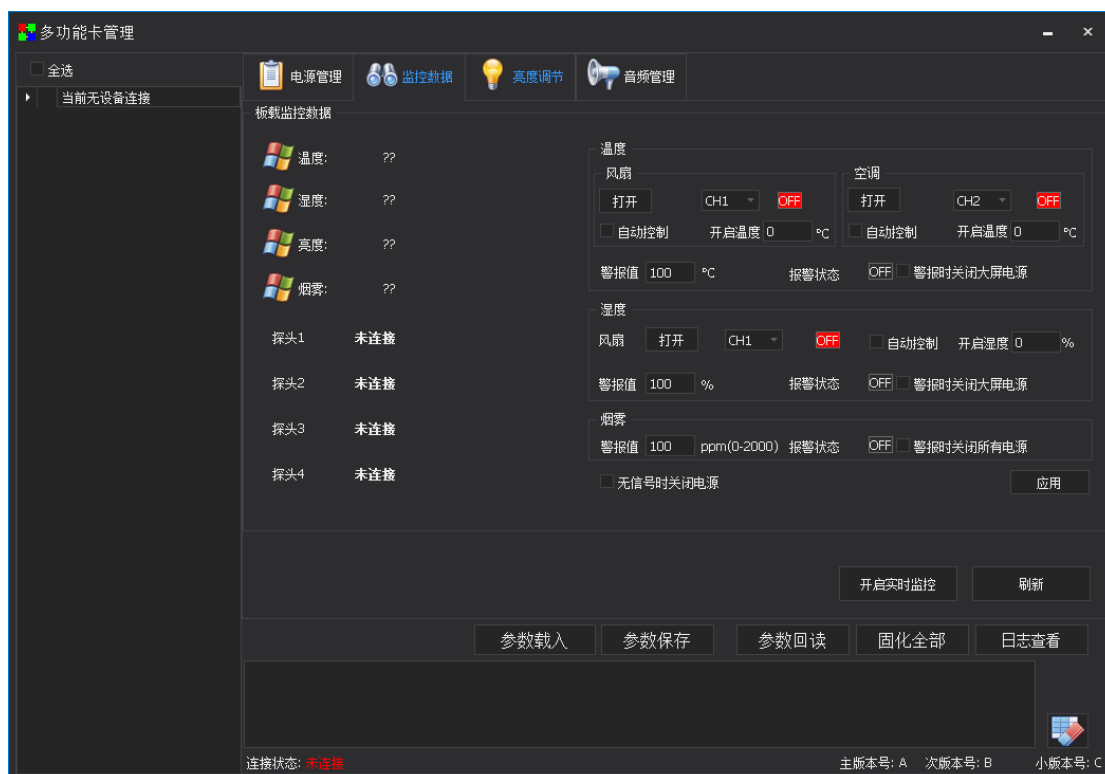 多功能卡管理
全选
当前无设备连接
电源管理 监控数据 亮度调节 音频管理
板载监控数据
温度: ??
湿度: ??
亮度: ??
烟雾: ??
探头1 未连接
探头2 未连接
探头3 未连接
探头4 未连接
温度
风扇
打开 CH1 OFF
自动控制 开启温度 0 °C
空调
打开 CH2 OFF
自动控制 开启温度 0 °C
警报值 100 °C 报警状态 OFF 警报时关闭大屏电源
湿度
风扇 打开 CH1 OFF 自动控制 开启湿度 0 %
警报值 100 % 报警状态 OFF 警报时关闭大屏电源
烟雾
警报值 100 ppm(0-2000) 报警状态 OFF 警报时关闭所有电源
无信号时关闭电源 应用
开启实时监控 刷新
参数载入 参数保存 参数回读 固化全部 日志查看
连接状态: 未连接 主版本号: A 次版本号: B 小版本号: C